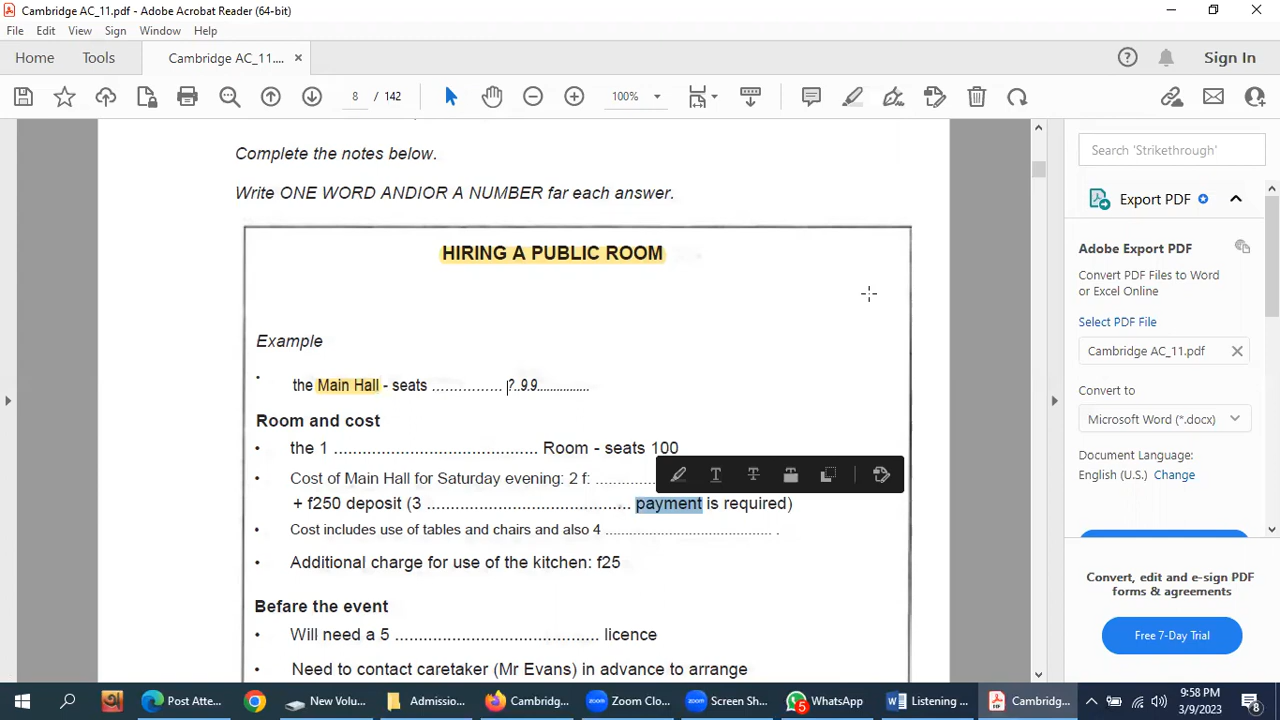 Cambridge AC_11.pdf - Adobe Acrobat Reader (64-bit)
File Edit View Sign Window Help
Home Tools Cambridge AC_11.... × Sign In
8 / 142 100%
Complete the notes below.
Write ONE WORD ANDIOR A NUMBER far each answer.
HIRING A PUBLIC ROOM
Example
the Main Hall - seats ............... ?..9.9................
Room and cost
• the 1 ........................................... Room - seats 100
• Cost of Main Hall for Saturday evening: 2 f: ............
+ f250 deposit (3 ........................................... payment is required)
• Cost includes use of tables and chairs and also 4 ........................................... .
• Additional charge for use of the kitchen: f25
Befare the event
• Will need a 5 ........................................... licence
• Need to contact caretaker (Mr Evans) in advance to arrange
Search 'Strikethrough'
Export PDF
Adobe Export PDF
Convert PDF Files to Word
or Excel Online
Select PDF File
Cambridge AC_11.pdf ×
Convert to
Microsoft Word (*.docx)
Document Language:
English (U.S.) Change
Convert, edit and e-sign PDF
forms & agreements
Free 7-Day Trial
Post Atte... New Volu... Admissio... Cambridg... Zoom Clo... Screen Sh... 5 WhatsApp Listening ... Cambridg... 9:58 PM
3/9/2023 8